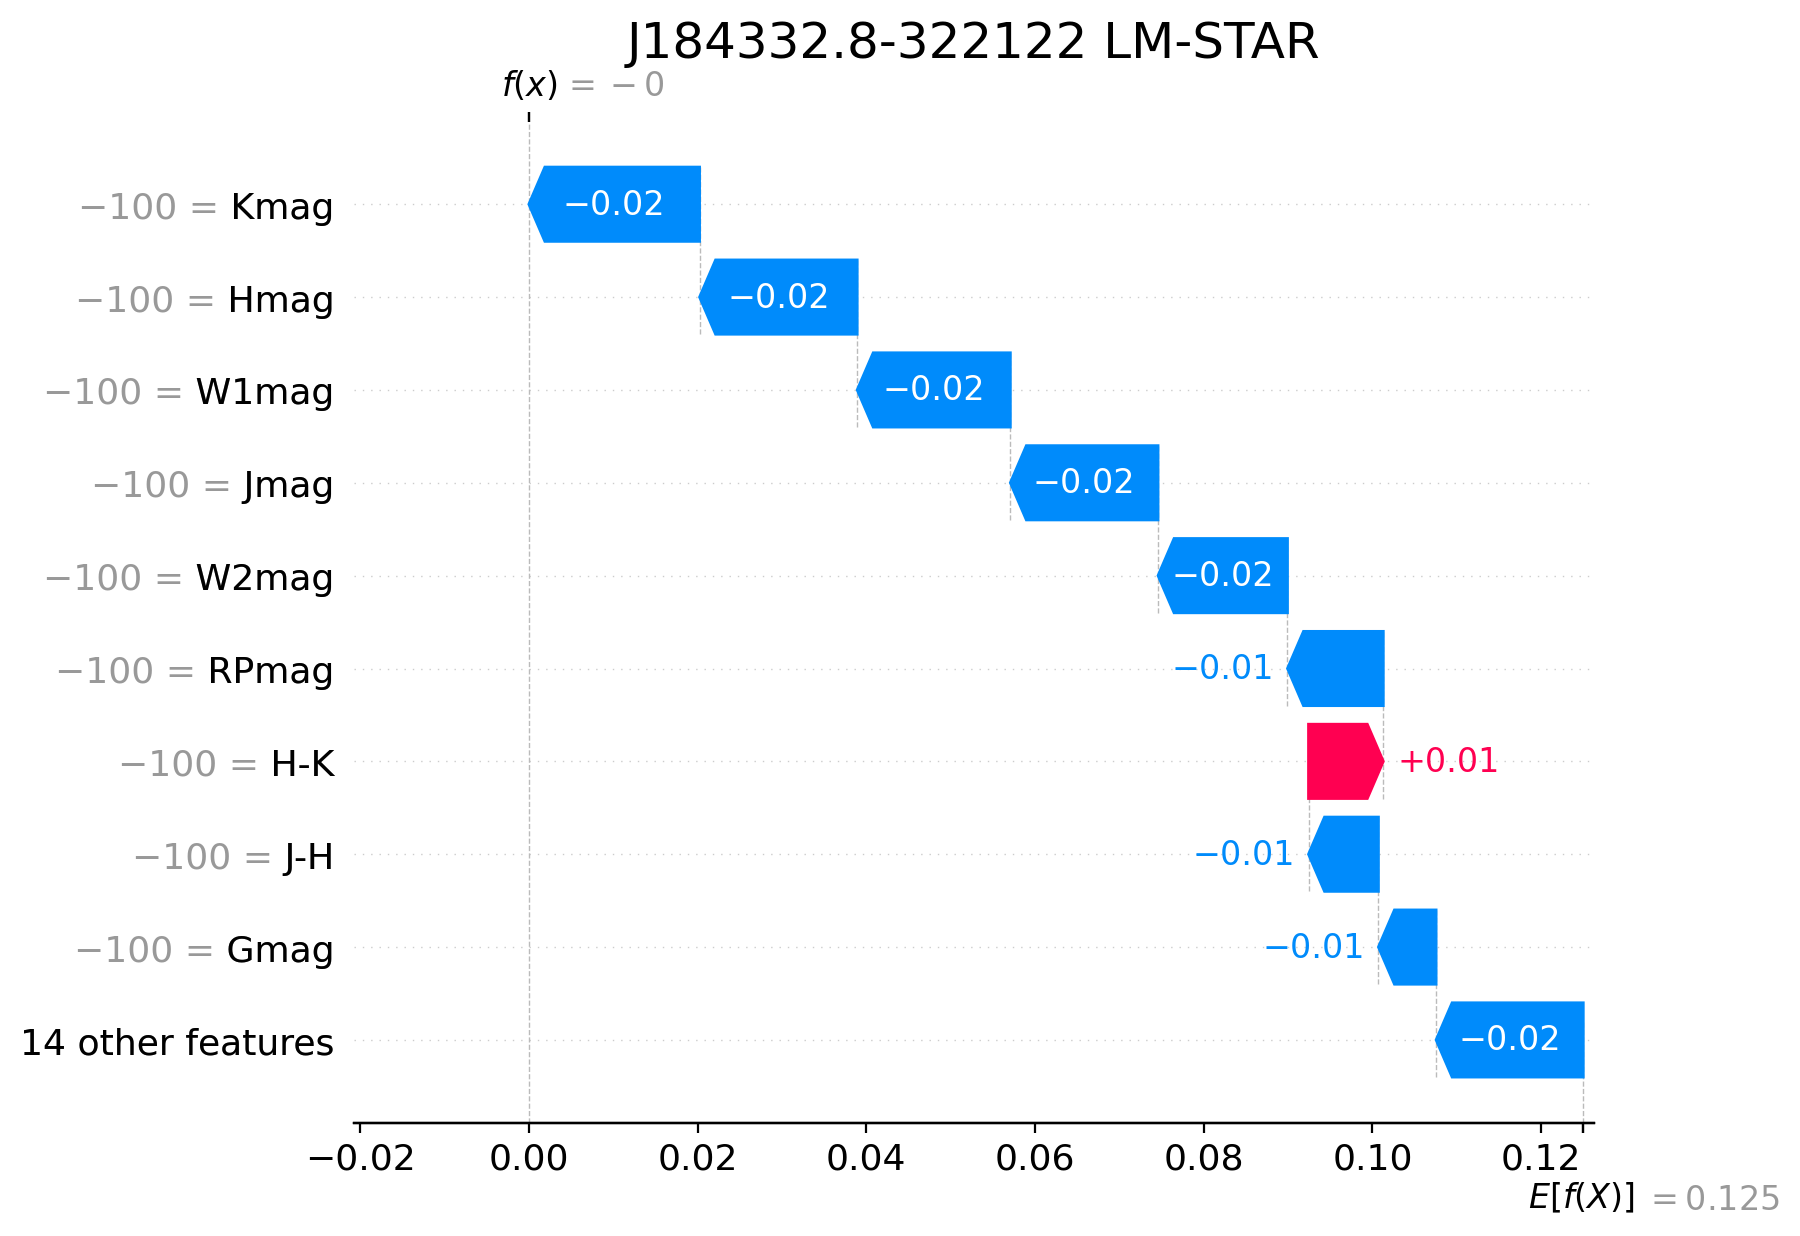 J184332.8-322122 LM-STAR
f(x) = −0
−100 = Kmag
−0.02
−100 = Hmag
−0.02
−100 = W1mag
−0.02
−100 = Jmag
−0.02
−100 = W2mag
−0.02
−100 = RPmag
−0.01
−100 = H-K
+0.01
−100 = J-H
−0.01
−100 = Gmag
−0.01
14 other features
−0.02
−0.02 0.00 0.02 0.04 0.06 0.08 0.10 0.12
E[f(X)] = 0.125